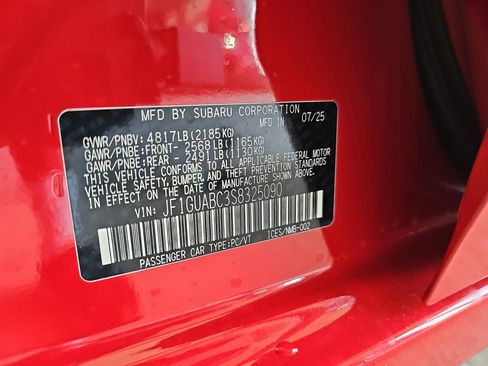 MFD BY SUBARU CORPORATION 07/25
GVWR/PNBV: 4817LB(2185KG)
GAWR/PNBE:FRONT- 2568LB(1165KG)
GAWR/PNBE:REAR - 2491LB(1130KG)
THIS VEHICLE CONFORMS TO ALL APPLICABLE FEDERAL MOTOR
VEHICLE SAFETY, BUMPER, AND THEFT PREVENTION STANDARDS
IN EFFECT ON THE DATE OF MANUFACTURE SHOWN ABOVE.
VIN: JF1GUABC3S8325090
PASSENGER CAR TYPE:PC/VT ICES/NMB-002